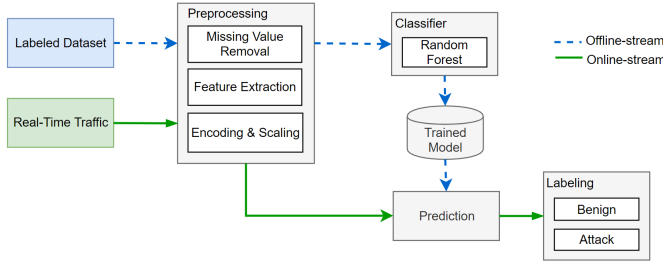 Preprocessing
Labeled Dataset
Missing Value
Removal
Feature Extraction
Encoding & Scaling
Real-Time Traffic
Classifier
Random
Forest
Trained
Model
Prediction
Labeling
Benign
Attack
Offline-stream
Online-stream